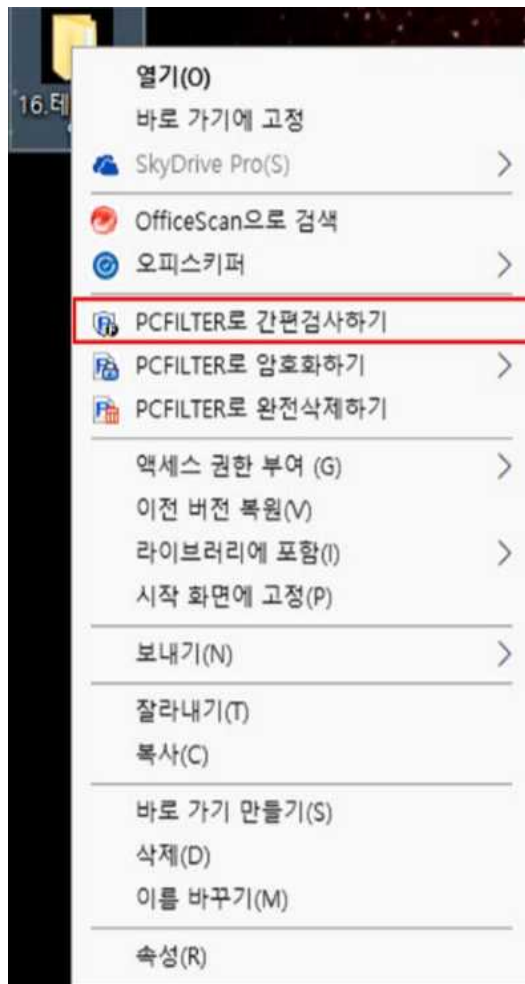 16.테
열기(O)
바로 가기에 고정
SkyDrive Pro(S)
OfficeScan으로 검색
오피스키퍼
PCFILTER로 간편검사하기
PCFILTER로 암호화하기
PCFILTER로 완전삭제하기
액세스 권한 부여 (G)
이전 버전 복원(V)
라이브러리에 포함(I)
시작 화면에 고정(P)
보내기(N)
잘라내기(T)
복사(C)
바로 가기 만들기(S)
삭제(D)
이름 바꾸기(M)
속성(R)